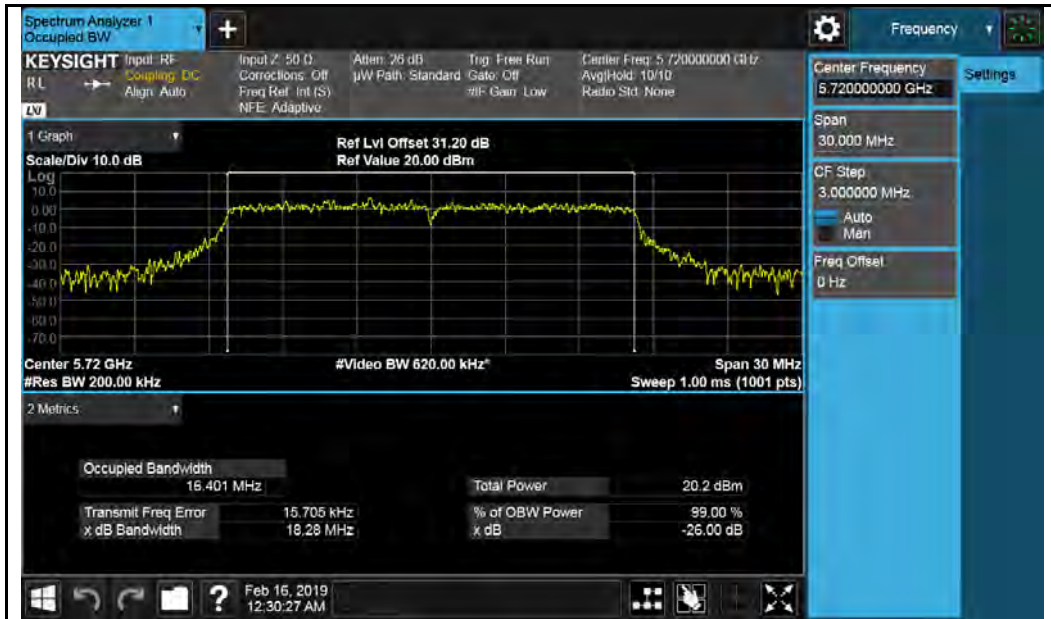 Spectrum Analyzer 1
Occupied BW
+
Frequency
KEYSIGHT
Input: RF
Coupling: DC
Align: Auto
RL
LV
Input Z: 50 Ω
Corrections: Off
Freq Ref: Int (S)
NFE: Adaptive
Atten: 26 dB
µW Path: Standard
Trig: Free Run
Gate: Off
#IF Gain: Low
Center Freq: 5.720000000 GHz
Avg|Hold: 10/10
Radio Std: None
Center Frequency
5.720000000 GHz
Settings
Span
30.000 MHz
CF Step
3.000000 MHz
Auto
Man
Freq Offset
0 Hz
1 Graph
Scale/Div 10.0 dB
Ref Lvl Offset 31.20 dB
Ref Value 20.00 dBm
Log
10.0
0.00
-10.0
-20.0
-30.0
-40.0
-50.0
-60.0
-70.0
Center 5.72 GHz
#Video BW 620.00 kHz*
Span 30 MHz
#Res BW 200.00 kHz
Sweep 1.00 ms (1001 pts)
2 Metrics
Occupied Bandwidth
16.401 MHz
Total Power 20.2 dBm
Transmit Freq Error 15.705 kHz
% of OBW Power 99.00 %
x dB Bandwidth 18.28 MHz
x dB -26.00 dB
?
Feb 16, 2019
12:30:27 AM